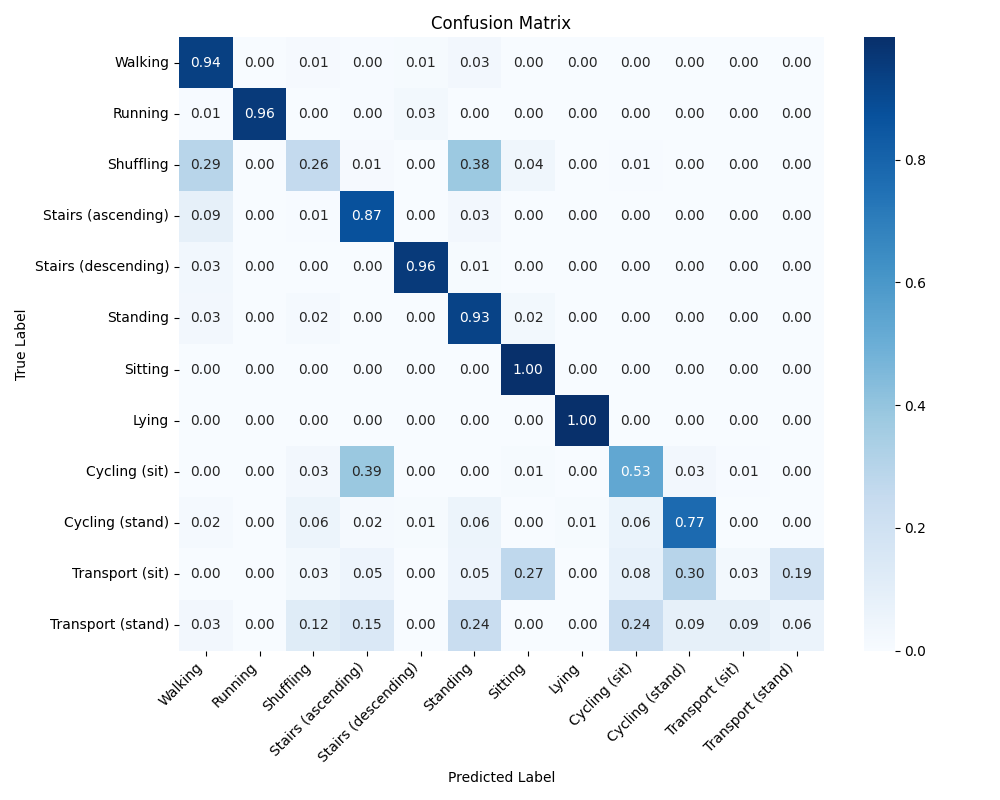 Confusion Matrix
True Label
Walking 0.94 0.00 0.01 0.00 0.01 0.03 0.00 0.00 0.00 0.00 0.00 0.00
Running 0.01 0.96 0.00 0.00 0.03 0.00 0.00 0.00 0.00 0.00 0.00 0.00
Shuffling 0.29 0.00 0.26 0.01 0.00 0.38 0.04 0.00 0.01 0.00 0.00 0.00
Stairs (ascending) 0.09 0.00 0.01 0.87 0.00 0.03 0.00 0.00 0.00 0.00 0.00 0.00
Stairs (descending) 0.03 0.00 0.00 0.00 0.96 0.01 0.00 0.00 0.00 0.00 0.00 0.00
Standing 0.03 0.00 0.02 0.00 0.00 0.93 0.02 0.00 0.00 0.00 0.00 0.00
Sitting 0.00 0.00 0.00 0.00 0.00 0.00 1.00 0.00 0.00 0.00 0.00 0.00
Lying 0.00 0.00 0.00 0.00 0.00 0.00 0.00 1.00 0.00 0.00 0.00 0.00
Cycling (sit) 0.00 0.00 0.03 0.39 0.00 0.00 0.01 0.00 0.53 0.03 0.01 0.00
Cycling (stand) 0.02 0.00 0.06 0.02 0.01 0.06 0.00 0.01 0.06 0.77 0.00 0.00
Transport (sit) 0.00 0.00 0.03 0.05 0.00 0.05 0.27 0.00 0.08 0.30 0.03 0.19
Transport (stand) 0.03 0.00 0.12 0.15 0.00 0.24 0.00 0.00 0.24 0.09 0.09 0.06
Walking
Running
Shuffling
Stairs (ascending)
Stairs (descending)
Standing
Sitting
Lying
Cycling (sit)
Cycling (stand)
Transport (sit)
Transport (stand)
Predicted Label
0.8
0.6
0.4
0.2
0.0